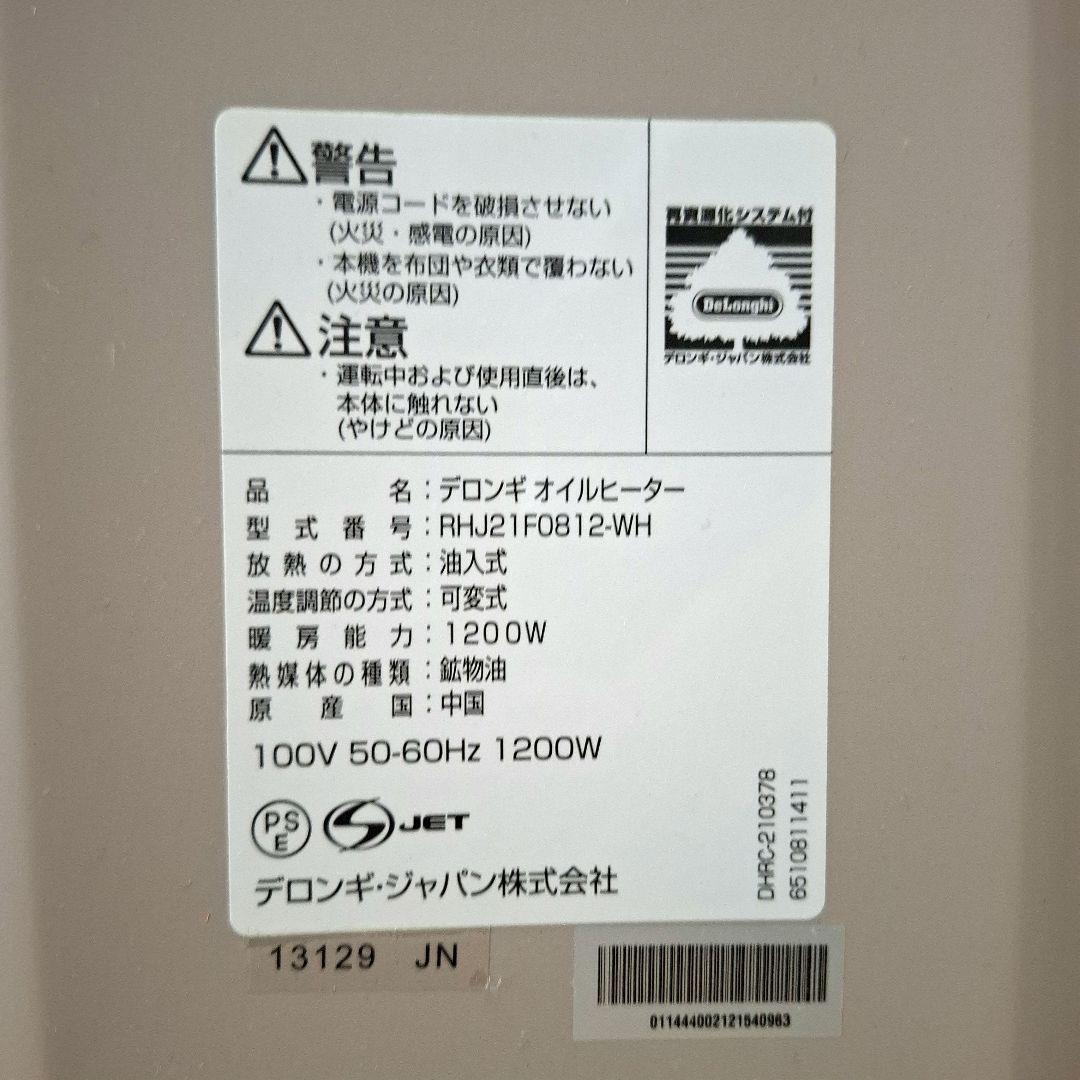 警告
・電源コードを破損させない
(火災・感電の原因)
・本機を布団や衣類で覆わない
(火災の原因)
注意
・運転中および使用直後は、
本体に触れない
(やけどの原因)
再資源化システム付
DeLonghi
デロンギ・ジャパン株式会社
品名：デロンギ オイルヒーター
型式番号：RHJ21F0812-WH
放熱の方式：油入式
温度調節の方式：可変式
暖房能力：1200W
熱媒体の種類：鉱物油
原産国：中国
100V 50-60Hz 1200W
PSE
JET
デロンギ・ジャパン株式会社
DHRC-210378
6510811411
13129 JN
011444002121540963